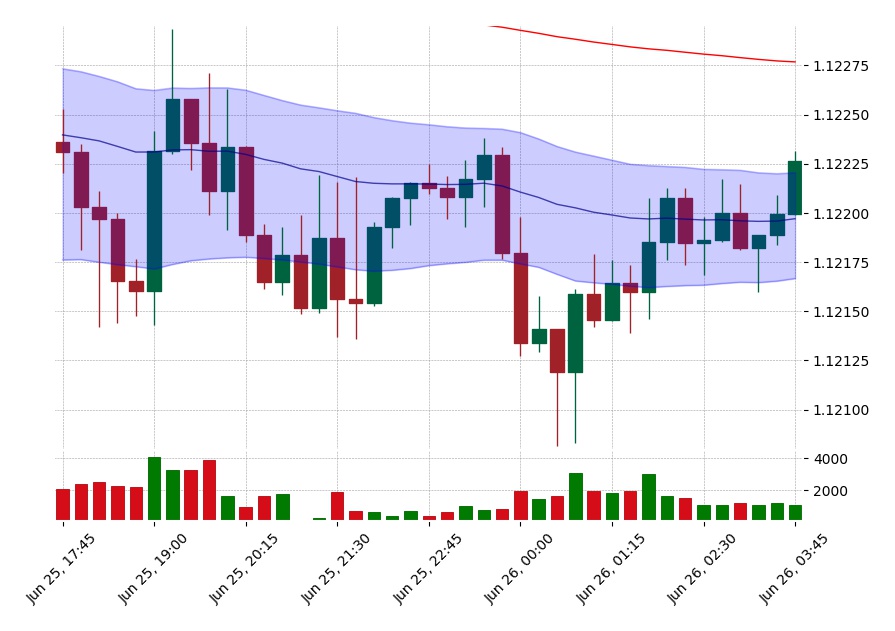 1.12275
1.12250
1.12225
1.12200
1.12175
1.12150
1.12125
1.12100
4000
2000
Jun 25, 17:45
Jun 25, 19:00
Jun 25, 20:15
Jun 25, 21:30
Jun 25, 22:45
Jun 26, 00:00
Jun 26, 01:15
Jun 26, 02:30
Jun 26, 03:45